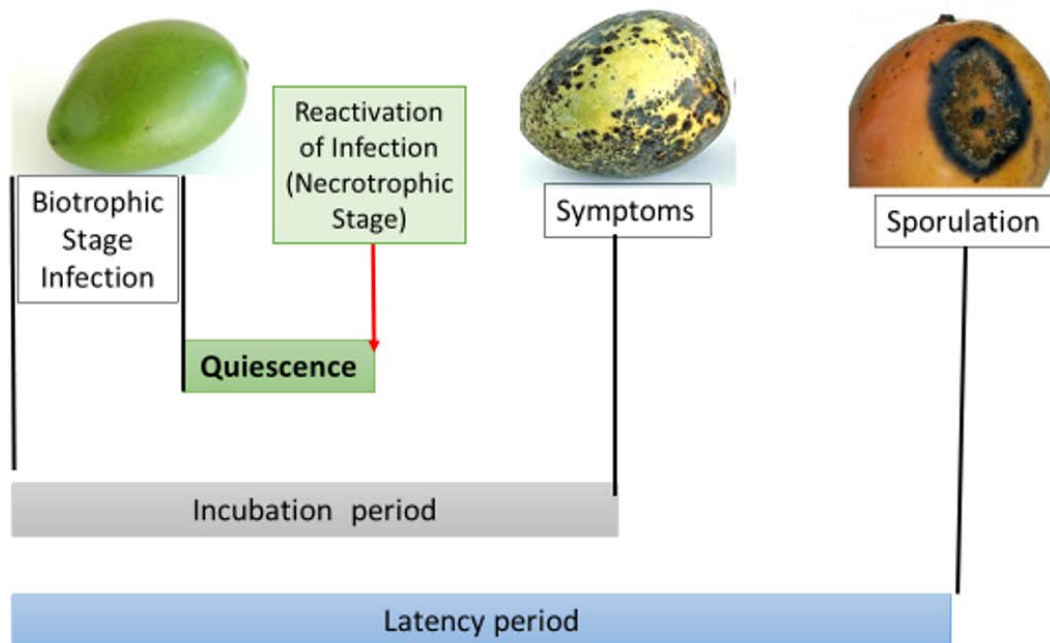 Biotrophic
Stage
Infection
Reactivation
of Infection
(Necrotrophic
Stage)
Symptoms
Sporulation
Quiescence
Incubation period
Latency period